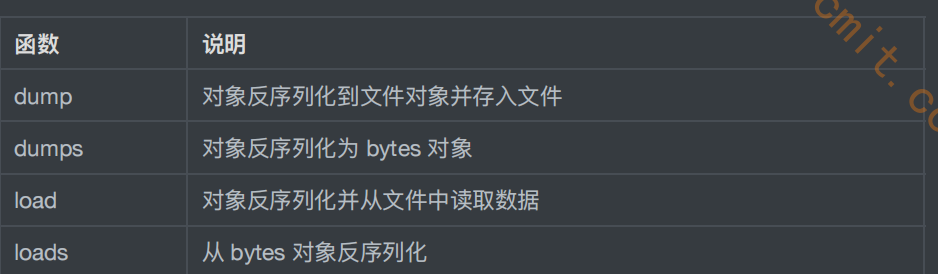 函数 说明
dump 对象反序列化到文件对象并存入文件
dumps 对象反序列化为 bytes 对象
load 对象反序列化并从文件中读取数据
loads 从 bytes 对象反序列化
cmit.co